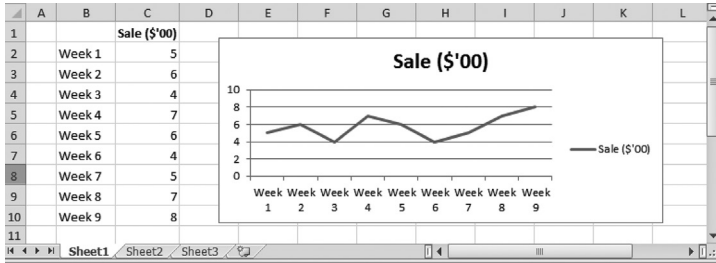 A B C D E F G H I J K L
1 Sale ($'00)
2 Week 1 5
3 Week 2 6
4 Week 3 4
5 Week 4 7
6 Week 5 6
7 Week 6 4
8 Week 7 5
9 Week 8 7
10 Week 9 8
11
Sale ($'00)
10
8
6
4
2
0
Week Week Week Week Week Week Week Week Week
1 2 3 4 5 6 7 8 9
Sale ($'00)
Sheet1 Sheet2 Sheet3